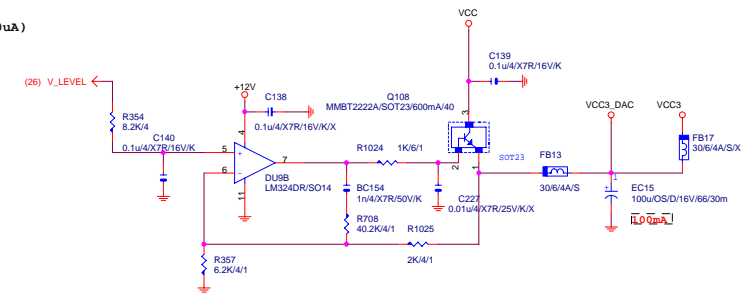 0uA)
VCC
C139
0.1u/4/X7R/16V/K
(26) V_LEVEL
+12V
C138
0.1u/4/X7R/16V/K/X
Q108
MMBT2222A/SOT23/600mA/40
3
VCC3_DAC
VCC3
R354
8.2K/4
C140
0.1u/4/X7R/16V/K
4
5
+
6
-
7
11
DU9B
LM324DR/SO14
R1024
1K/6/1
2
1
SOT23
FB13
30/6/4A/S
FB17
30/6/4A/S/X
BC154
1n/4/X7R/50V/K
C227
0.01u/4/X7R/25V/K/X
1
EC15
100u/OS/D/16V/66/30m
100mA
R708
40.2K/4/1
R1025
2K/4/1
R357
6.2K/4/1